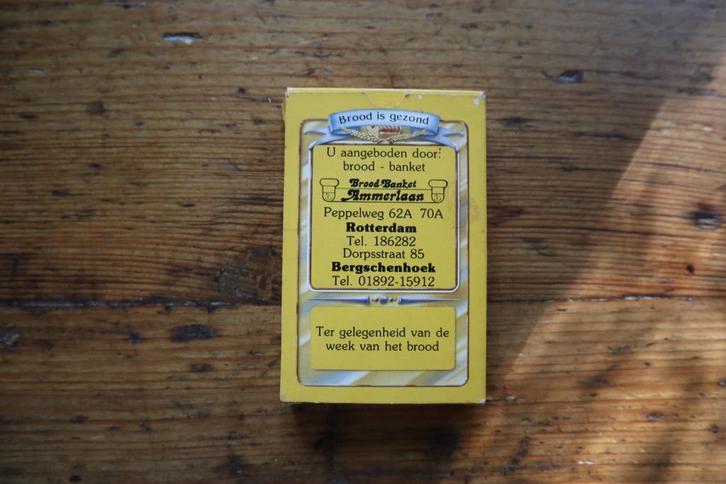 Brood is gezond
U aangeboden door:
brood - banket
Brood-Banket
Ammerlaan
Peppelweg 62A 70A
Rotterdam
Tel. 186282
Dorpsstraat 85
Bergschenhoek
Tel. 01892-15912
Ter gelegenheid van de
week van het brood